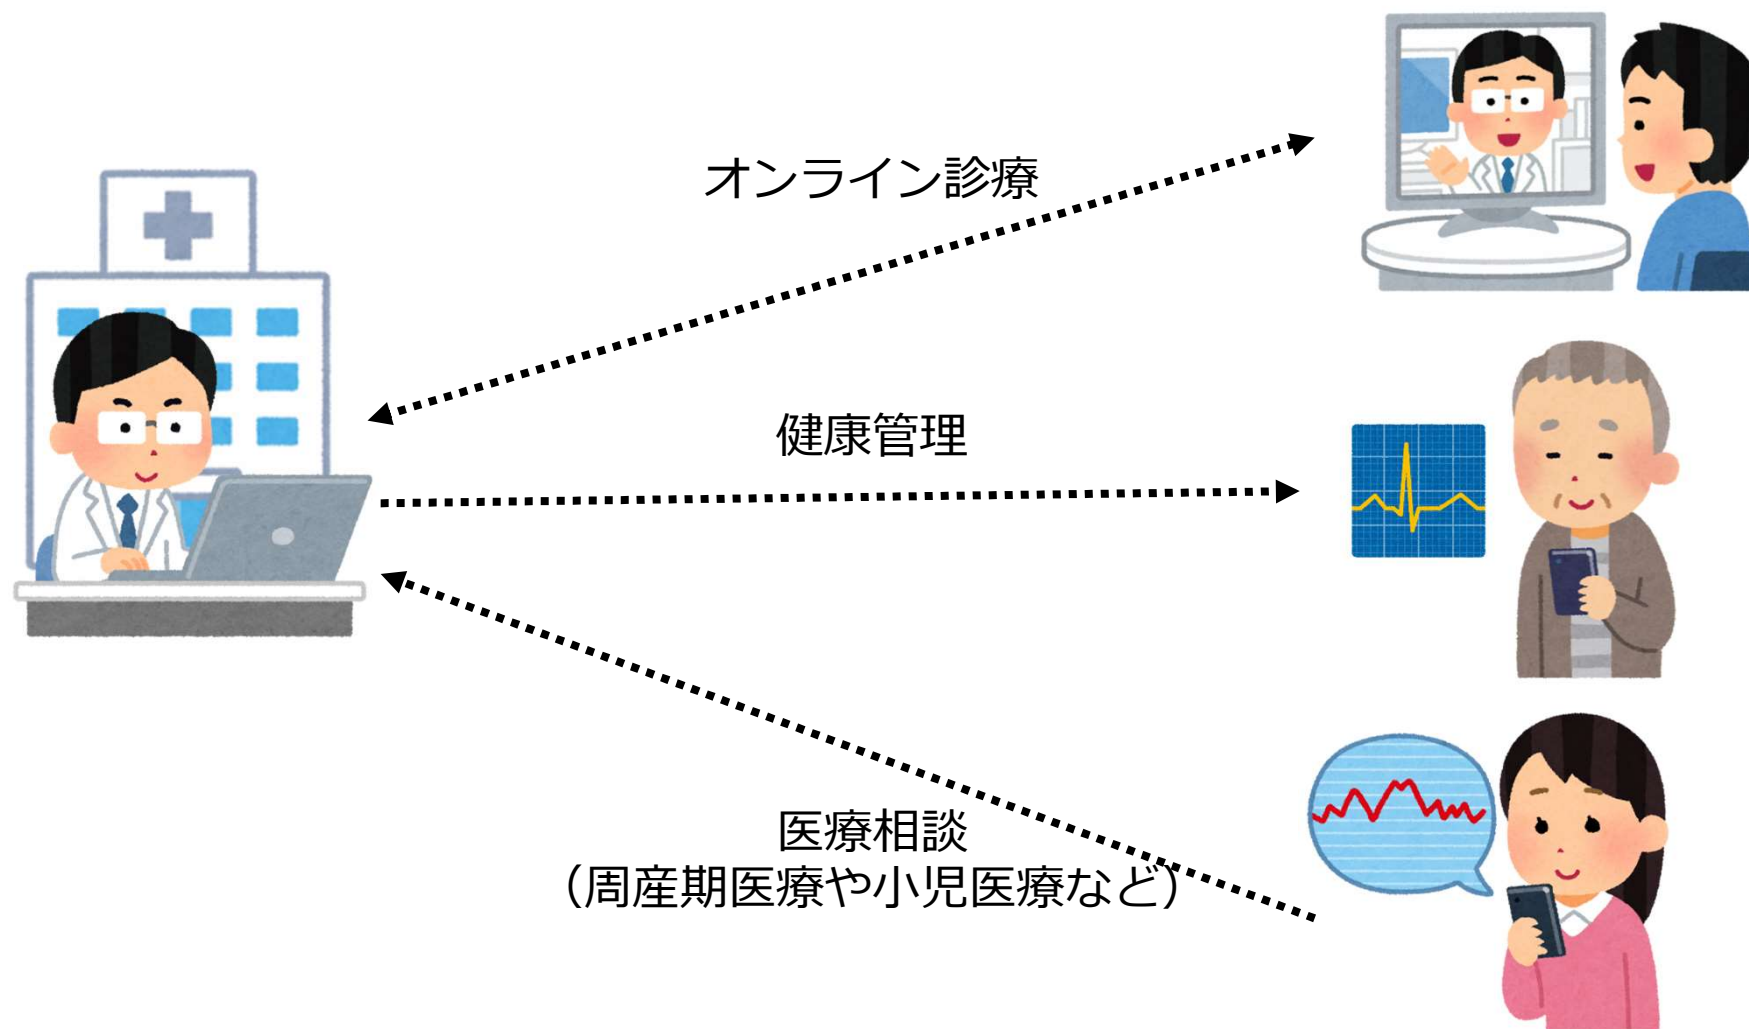 オンライン診療
健康管理
医療相談
（周産期医療や小児医療など）